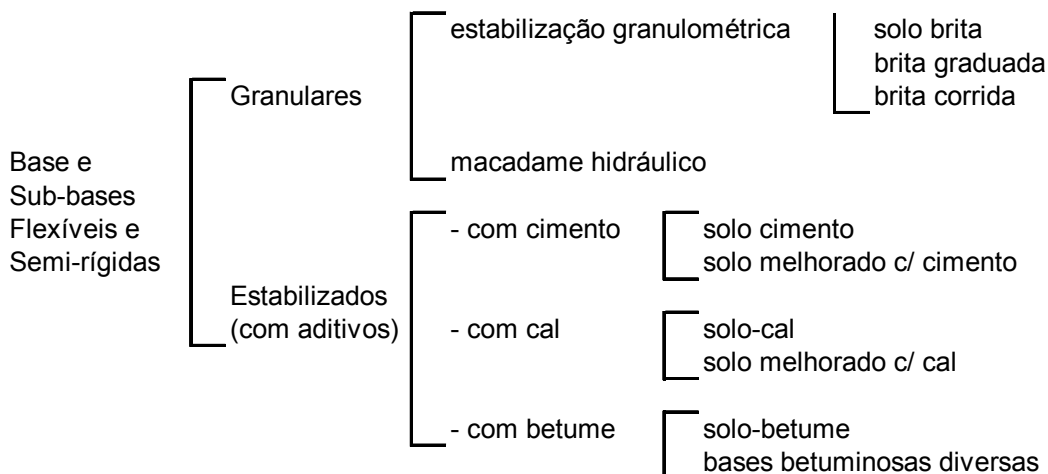 Base e
Sub-bases
Flexíveis e
Semi-rígidas
Granulares
estabilização granulométrica
solo brita
brita graduada
brita corrida
macadame hidráulico
Estabilizados
(com aditivos)
- com cimento
solo cimento
solo melhorado c/ cimento
- com cal
solo-cal
solo melhorado c/ cal
- com betume
solo-betume
bases betuminosas diversas